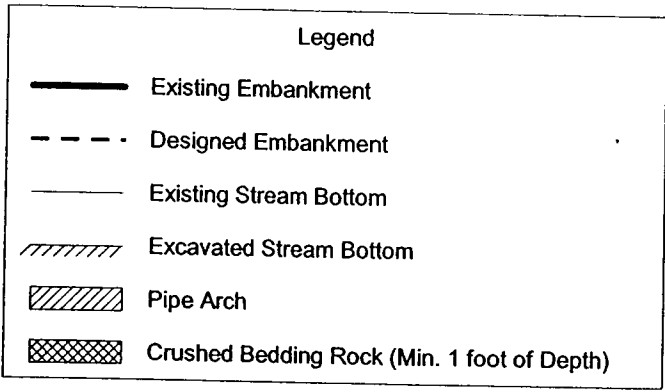 Legend
Existing Embankment
Designed Embankment
Existing Stream Bottom
Excavated Stream Bottom
Pipe Arch
Crushed Bedding Rock (Min. 1 foot of Depth)